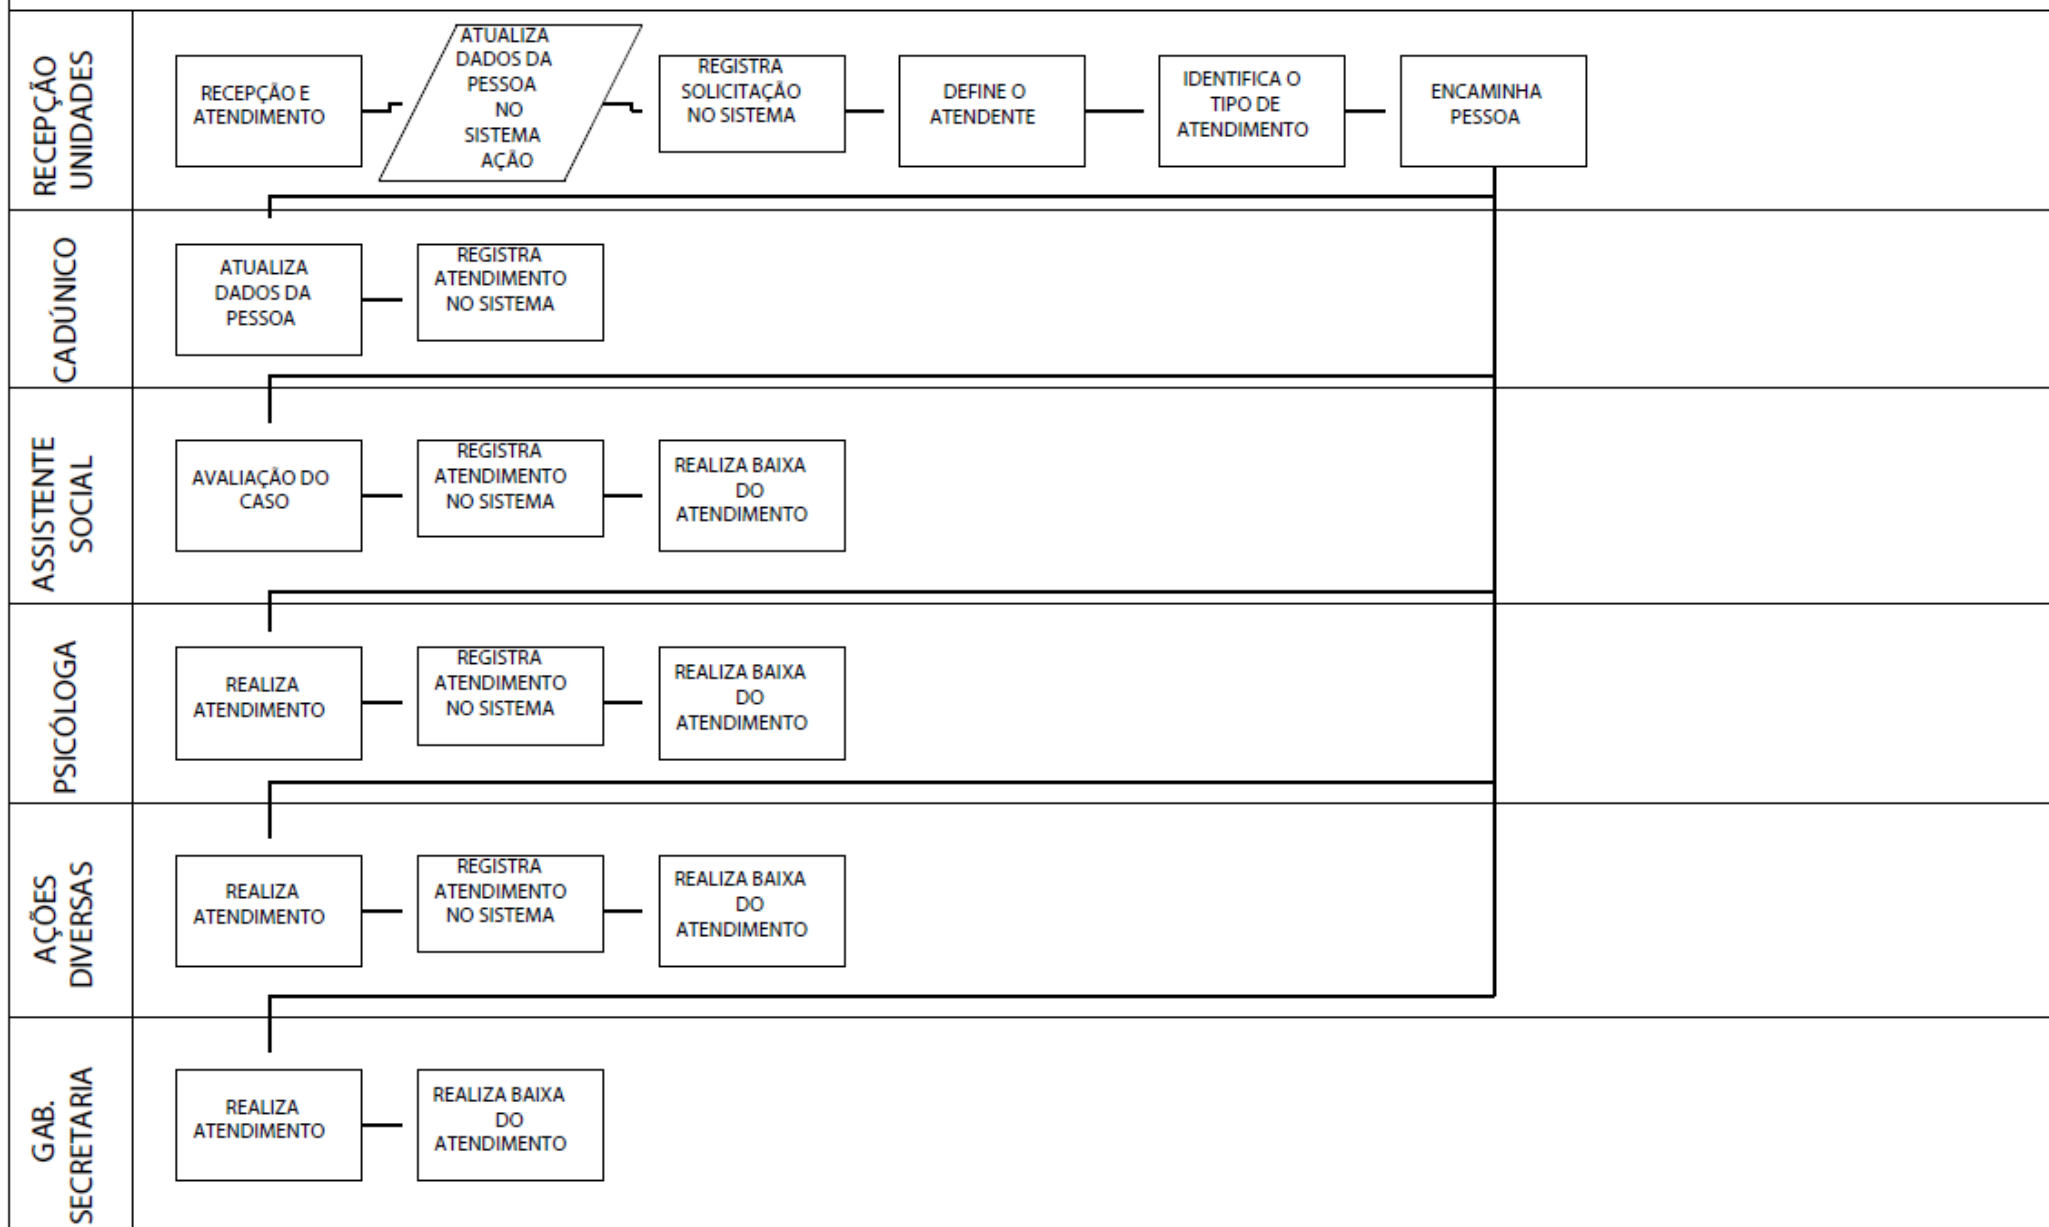 RECEPÇÃO
UNIDADES
RECEPÇÃO E
ATENDIMENTO
ATUALIZA
DADOS DA
PESSOA
NO
SISTEMA
AÇÃO
REGISTRA
SOLICITAÇÃO
NO SISTEMA
DEFINE O
ATENDENTE
IDENTIFICA O
TIPO DE
ATENDIMENTO
ENCAMINHA
PESSOA
CADÚNICO
ATUALIZA
DADOS DA
PESSOA
REGISTRA
ATENDIMENTO
NO SISTEMA
ASSISTENTE
SOCIAL
AVALIAÇÃO DO
CASO
REGISTRA
ATENDIMENTO
NO SISTEMA
REALIZA BAIXA
DO
ATENDIMENTO
PSICÓLOGA
REALIZA
ATENDIMENTO
REGISTRA
ATENDIMENTO
NO SISTEMA
REALIZA BAIXA
DO
ATENDIMENTO
AÇÕES
DIVERSAS
REALIZA
ATENDIMENTO
REGISTRA
ATENDIMENTO
NO SISTEMA
REALIZA BAIXA
DO
ATENDIMENTO
GAB.
SECRETARIA
REALIZA
ATENDIMENTO
REALIZA BAIXA
DO
ATENDIMENTO